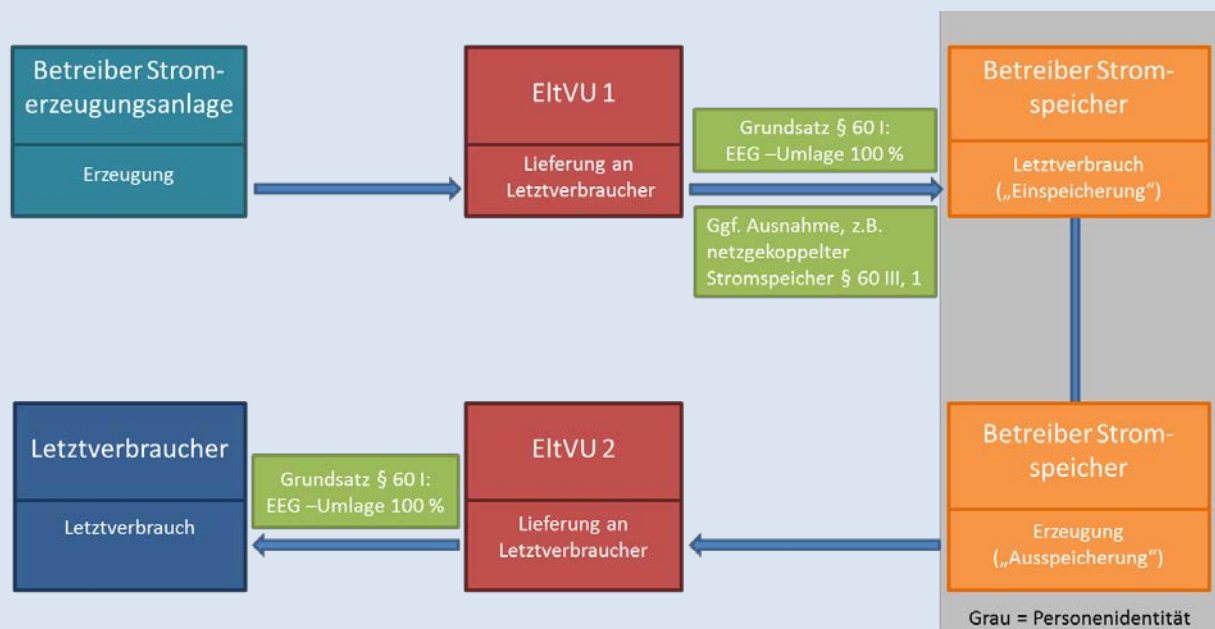 Betreiber Strom-
erzeugungsanlage
Erzeugung
EltVU 1
Lieferung an
Letztverbraucher
Grundsatz § 60 I:
EEG –Umlage 100 %
Ggf. Ausnahme, z.B.
netzgekoppelter
Stromspeicher § 60 III, 1
Betreiber Strom-
speicher
Letztverbrauch
(„Einspeicherung“)
Letztverbraucher
Letztverbrauch
Grundsatz § 60 I:
EEG –Umlage 100 %
EltVU 2
Lieferung an
Letztverbraucher
Betreiber Strom-
speicher
Erzeugung
(„Ausspeicherung“)
Grau = Personenidentität